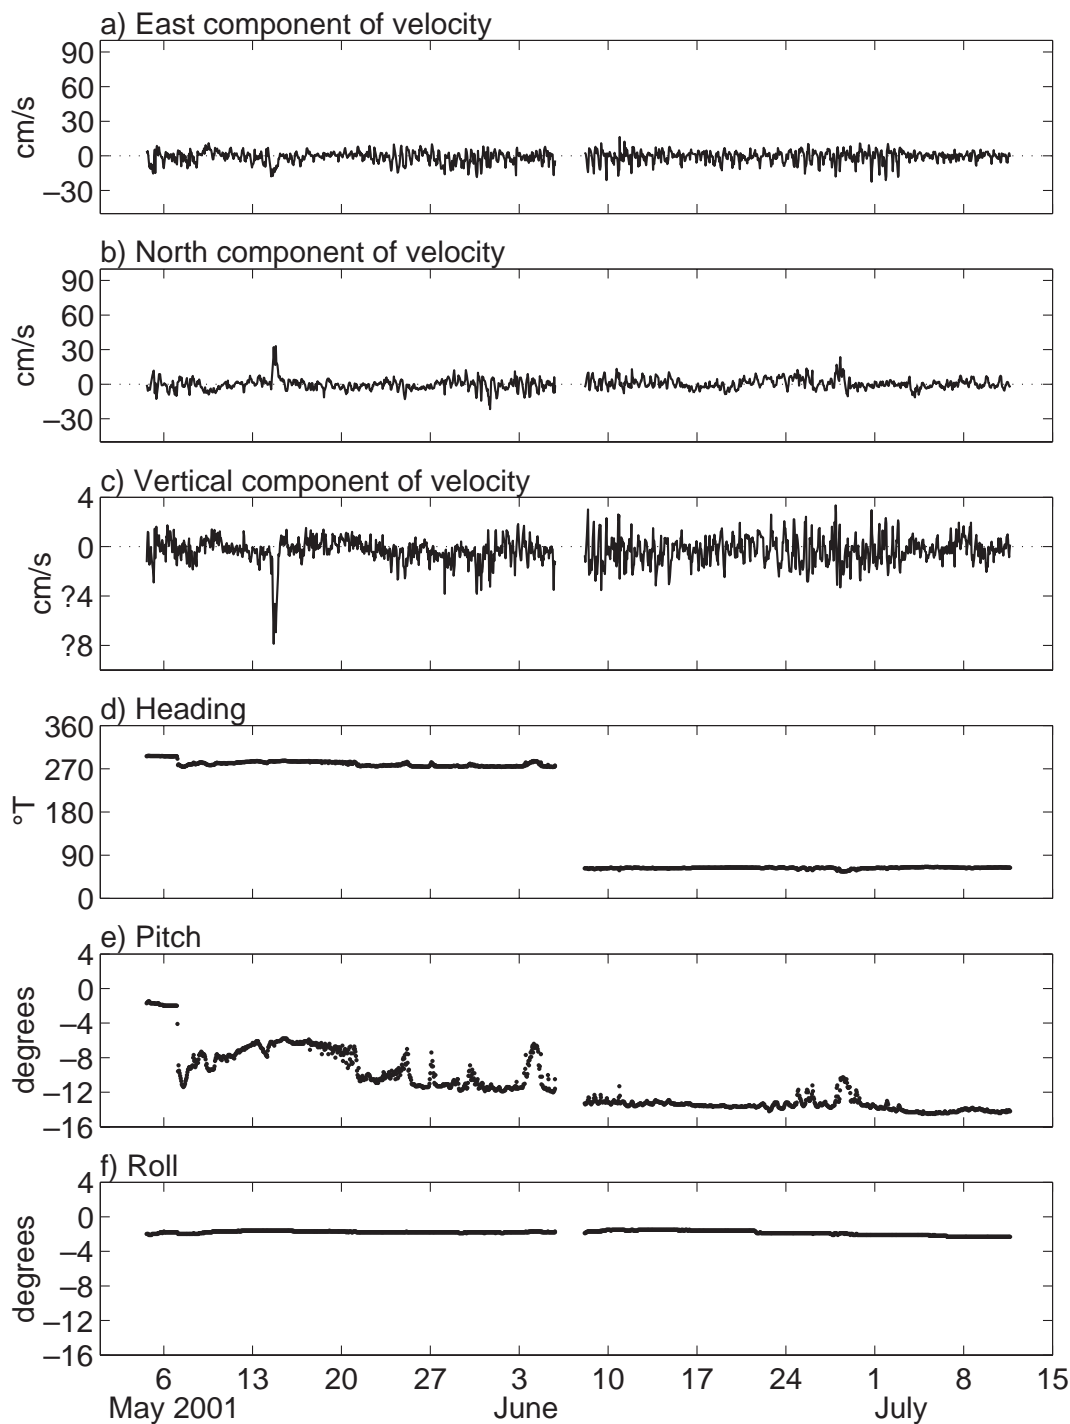 a) East component of velocity
90
60
30
0
–30
cm/s
b) North component of velocity
90
60
30
0
–30
cm/s
c) Vertical component of velocity
4
0
?4
?8
cm/s
d) Heading
360
270
180
90
0
°T
e) Pitch
4
0
–4
–8
–12
–16
degrees
f) Roll
4
0
–4
–8
–12
–16
degrees
6 13 20 27 3 10 17 24 1 8 15
May 2001 June July